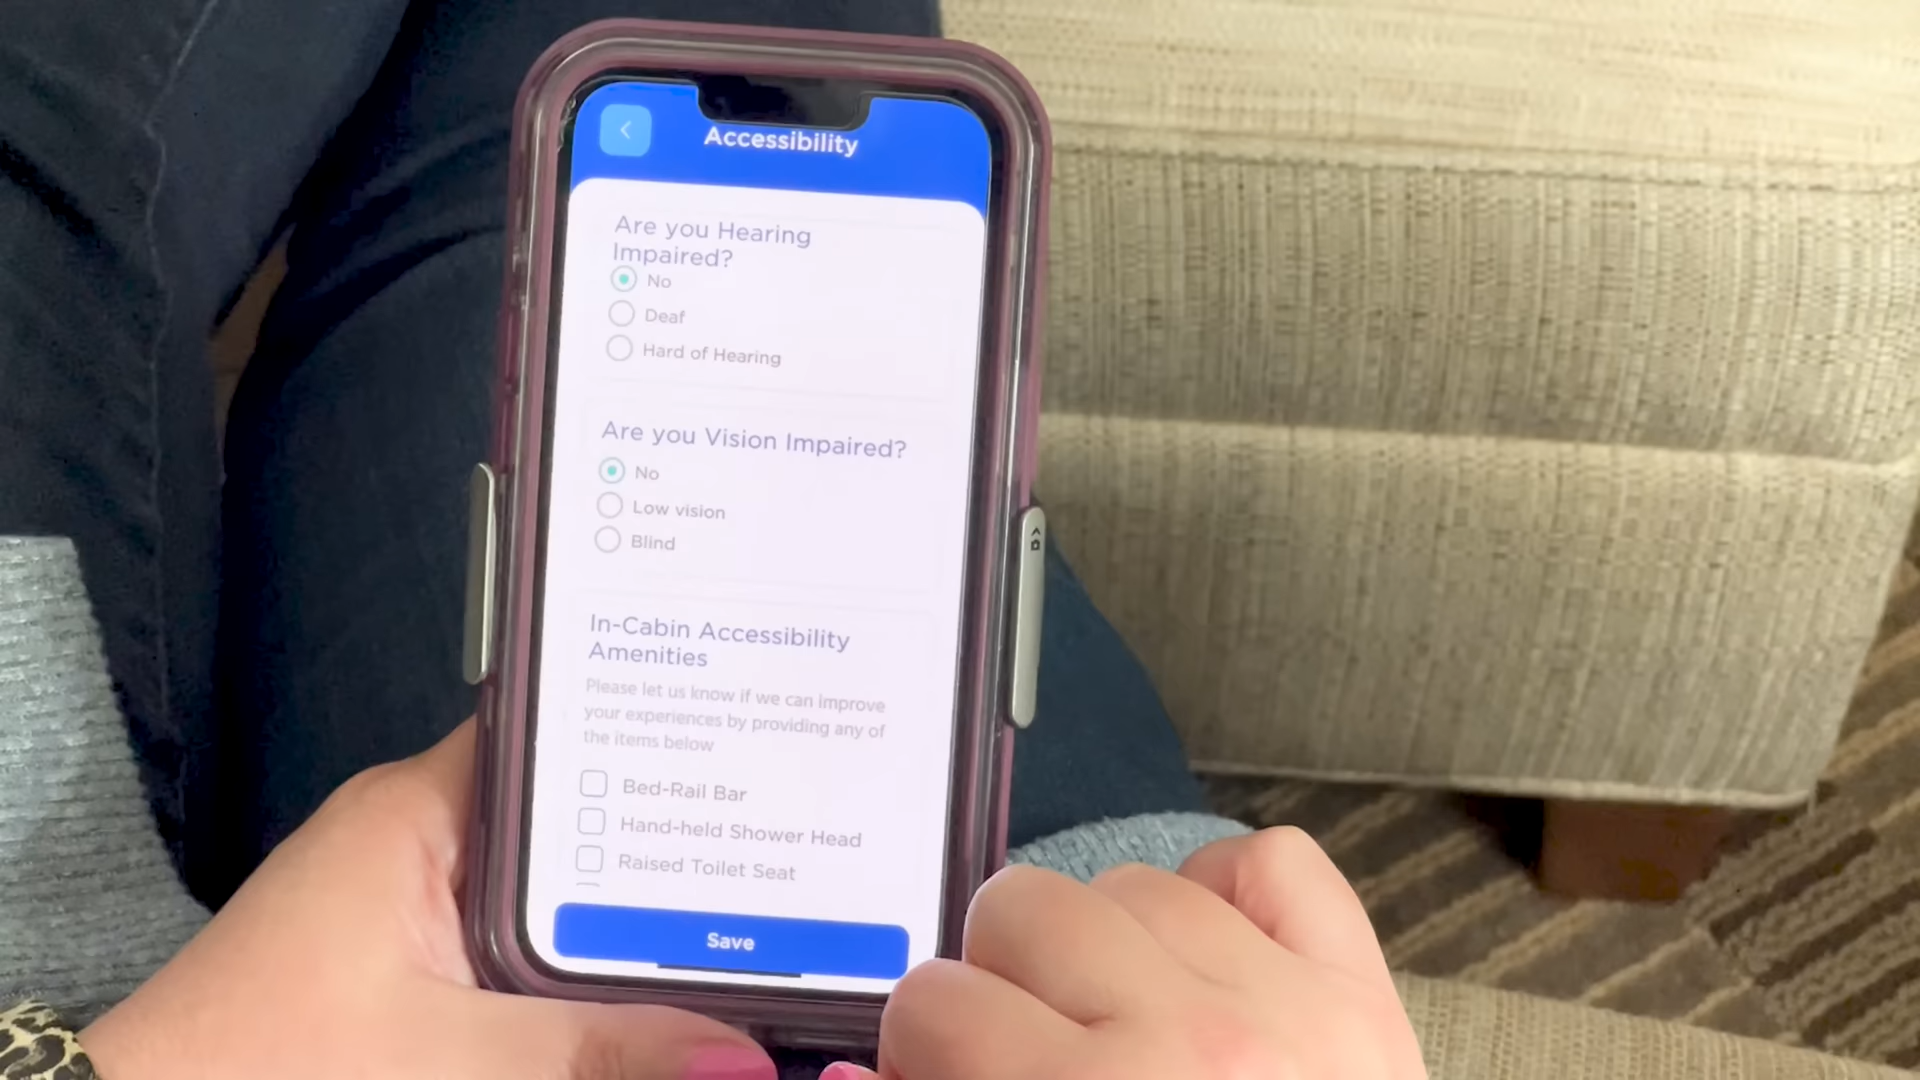 Accessibility
Are you Hearing
Impaired?
No
Deaf
Hard of Hearing
Are you Vision Impaired?
No
Low vision
Blind
In-Cabin Accessibility
Amenities
Please let us know if we can improve
your experiences by providing any of
the items below
Bed-Rail Bar
Hand-held Shower Head
Raised Toilet Seat
Save